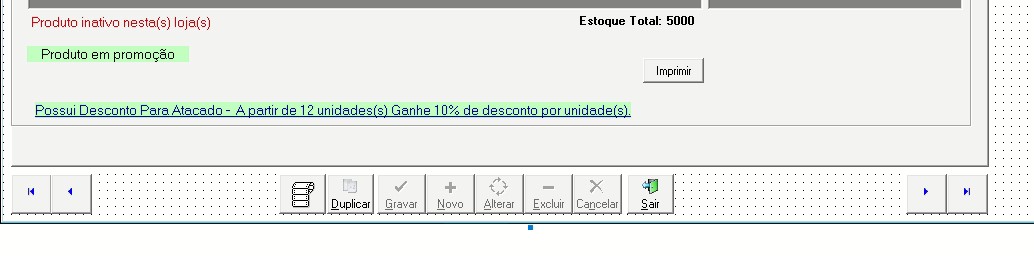 Produto inativo nesta(s) loja(s)
Estoque Total: 5000
Produto em promoção
Imprimir
Possui Desconto Para Atacado - A partir de 12 unidades(s) Ganhe 10% de desconto por unidade(s).
Duplicar Gravar Novo Alterar Excluir Cancelar Sair